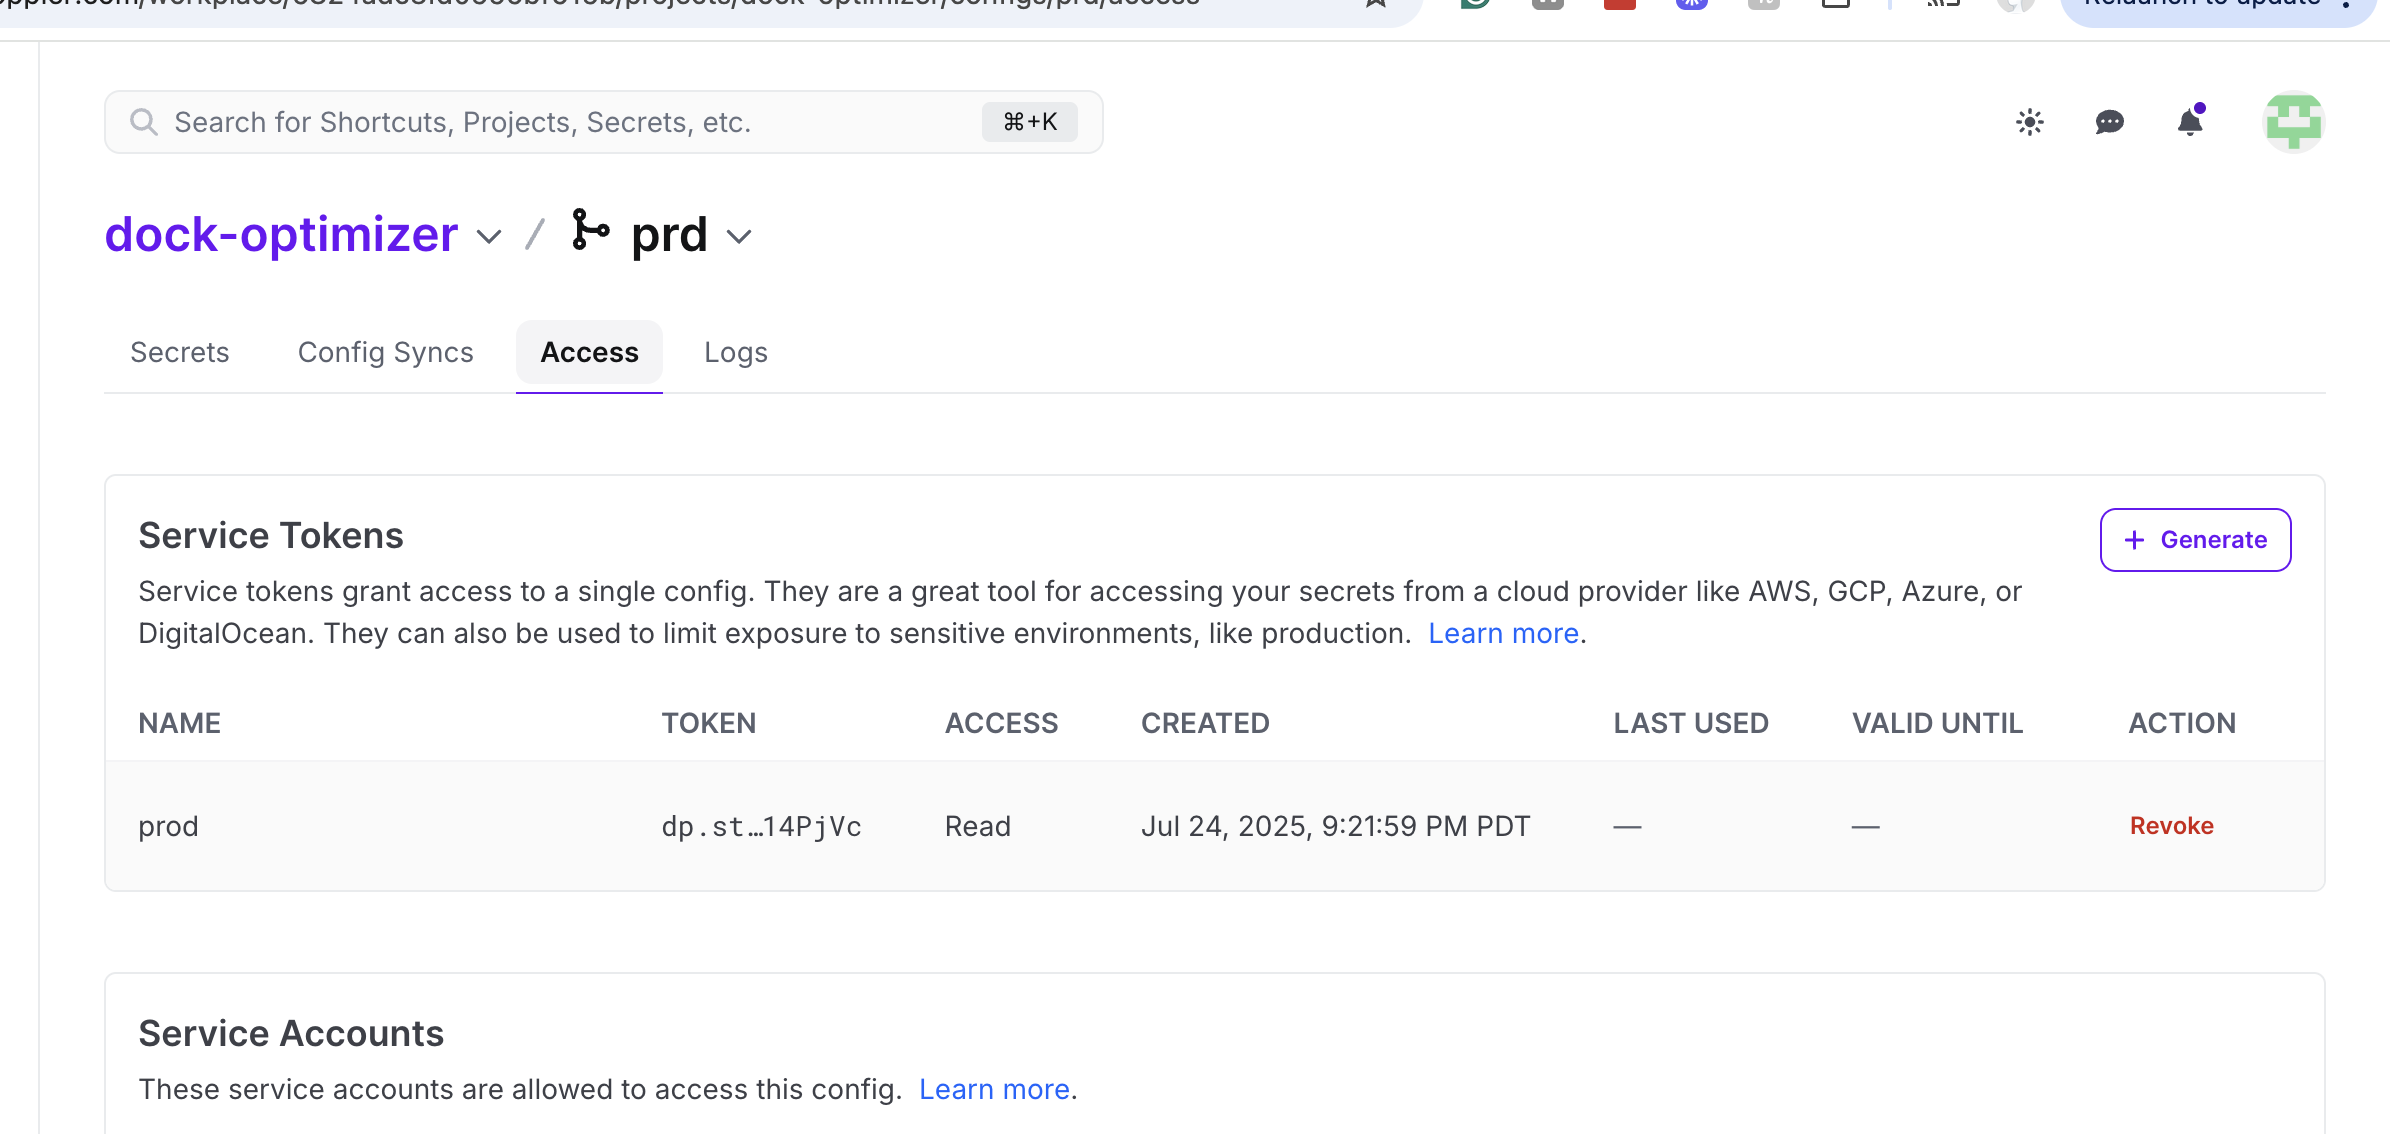 Search for Shortcuts, Projects, Secrets, etc. ⌘+K
dock-optimizer / prd
Secrets Config Syncs Access Logs
Service Tokens
+ Generate
Service tokens grant access to a single config. They are a great tool for accessing your secrets from a cloud provider like AWS, GCP, Azure, or
DigitalOcean. They can also be used to limit exposure to sensitive environments, like production. Learn more.
NAME TOKEN ACCESS CREATED LAST USED VALID UNTIL ACTION
prod dp.st…14PjVc Read Jul 24, 2025, 9:21:59 PM PDT — — Revoke
Service Accounts
These service accounts are allowed to access this config. Learn more.